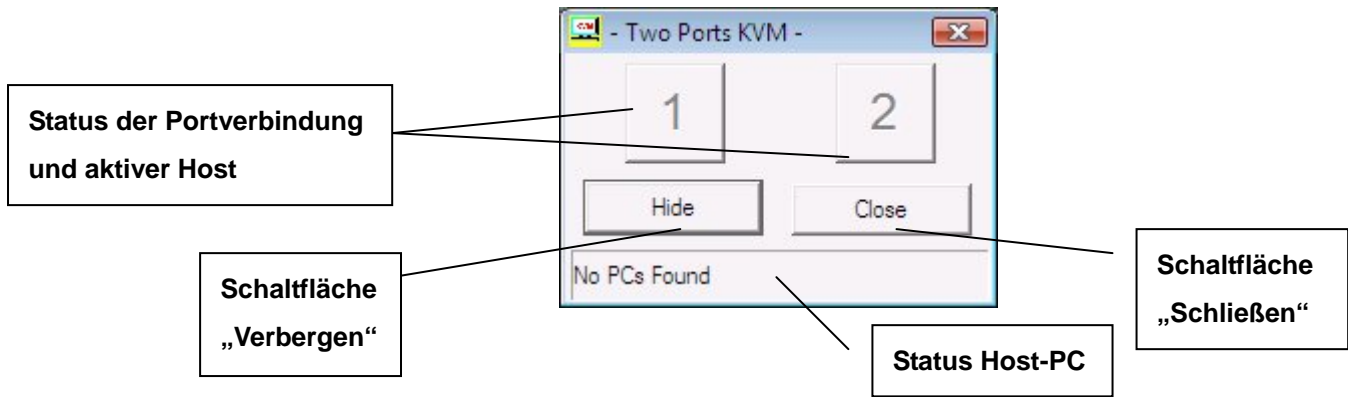 - Two Ports KVM -
Status der Portverbindung
und aktiver Host
1
2
Hide
Close
No PCs Found
Schaltfläche
„Verbergen“
Schaltfläche
„Schließen“
Status Host-PC